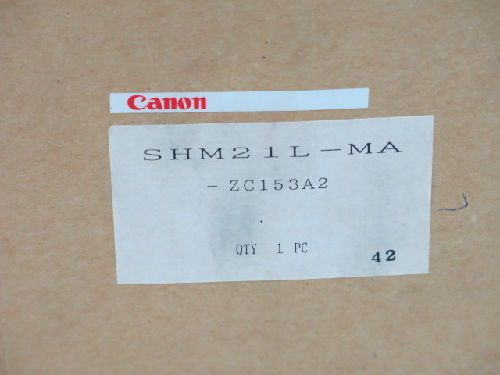 Canon
SHM21L-MA
-ZC153A2
QTY 1 PC
42